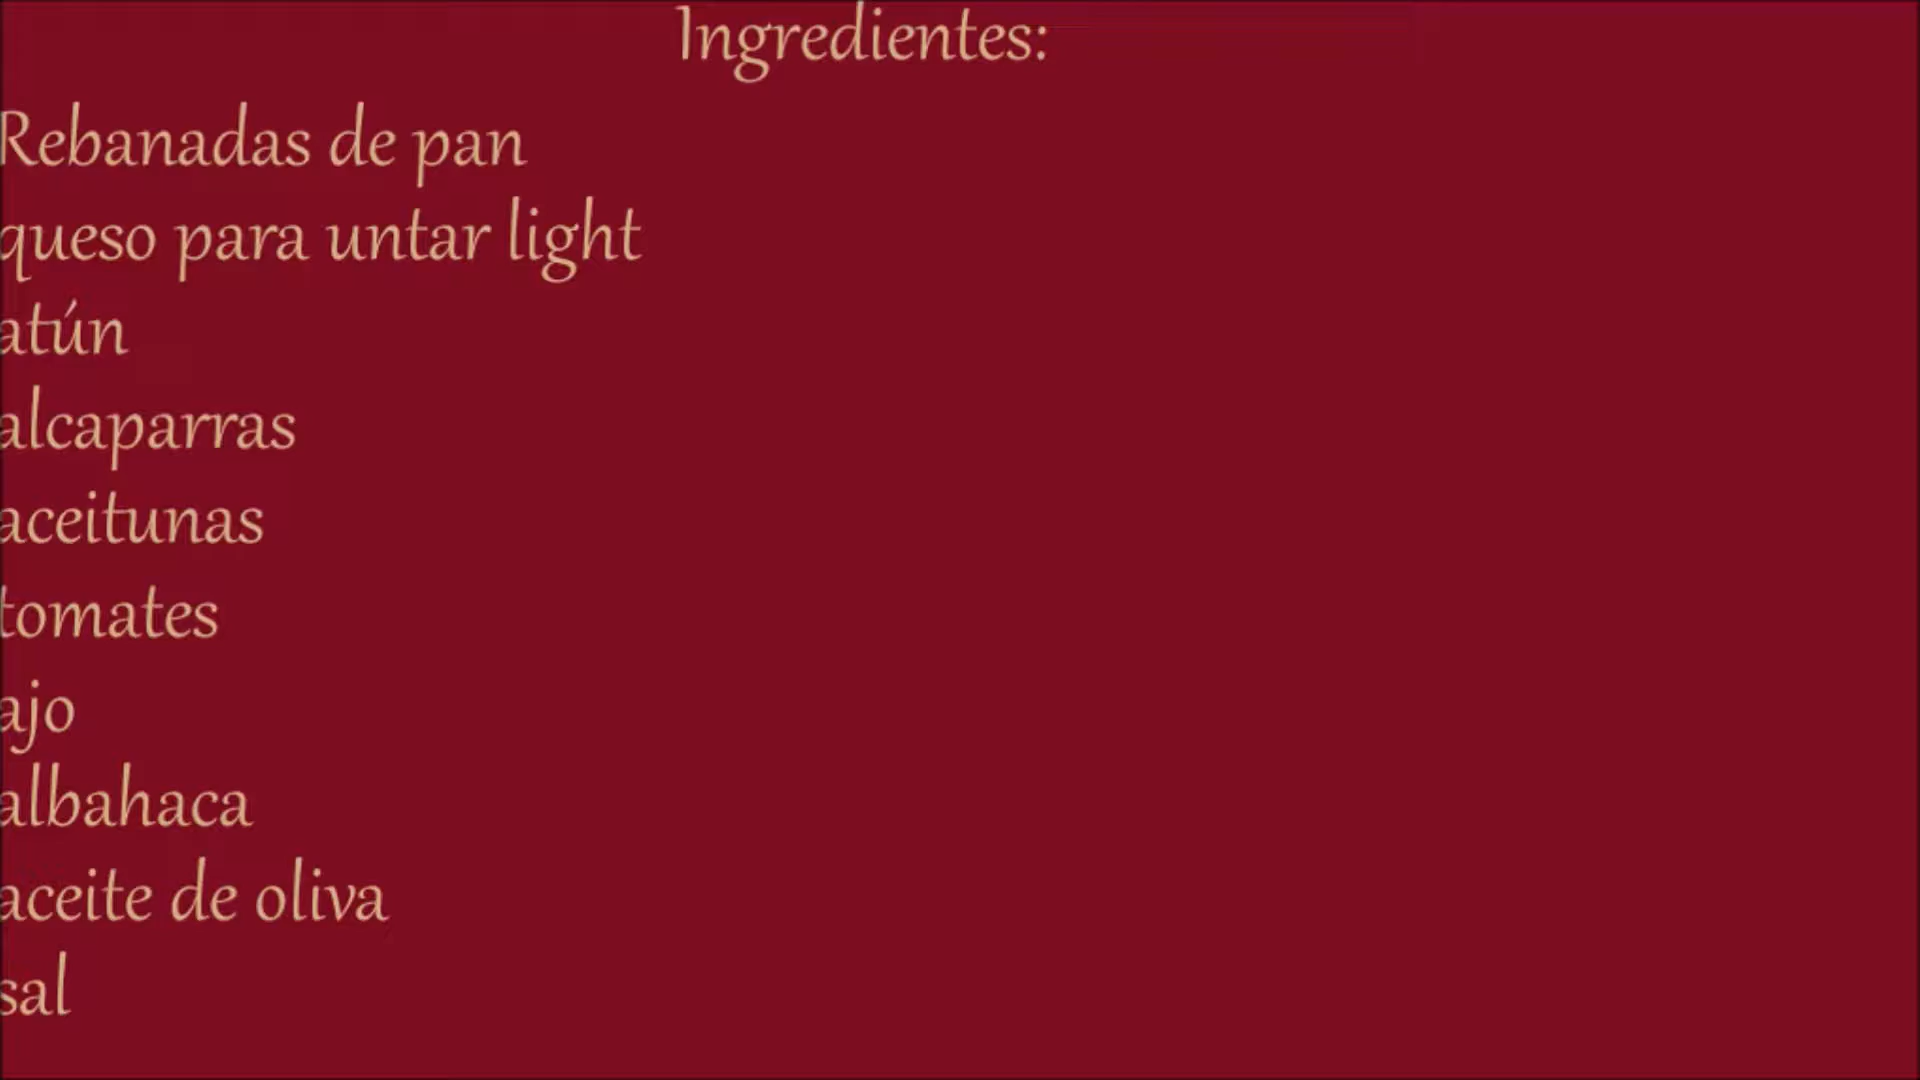 Ingredientes:
Rebanadas de pan
queso para untar light
atún
alcaparras
aceitunas
tomates
ajo
albahaca
aceite de oliva
sal